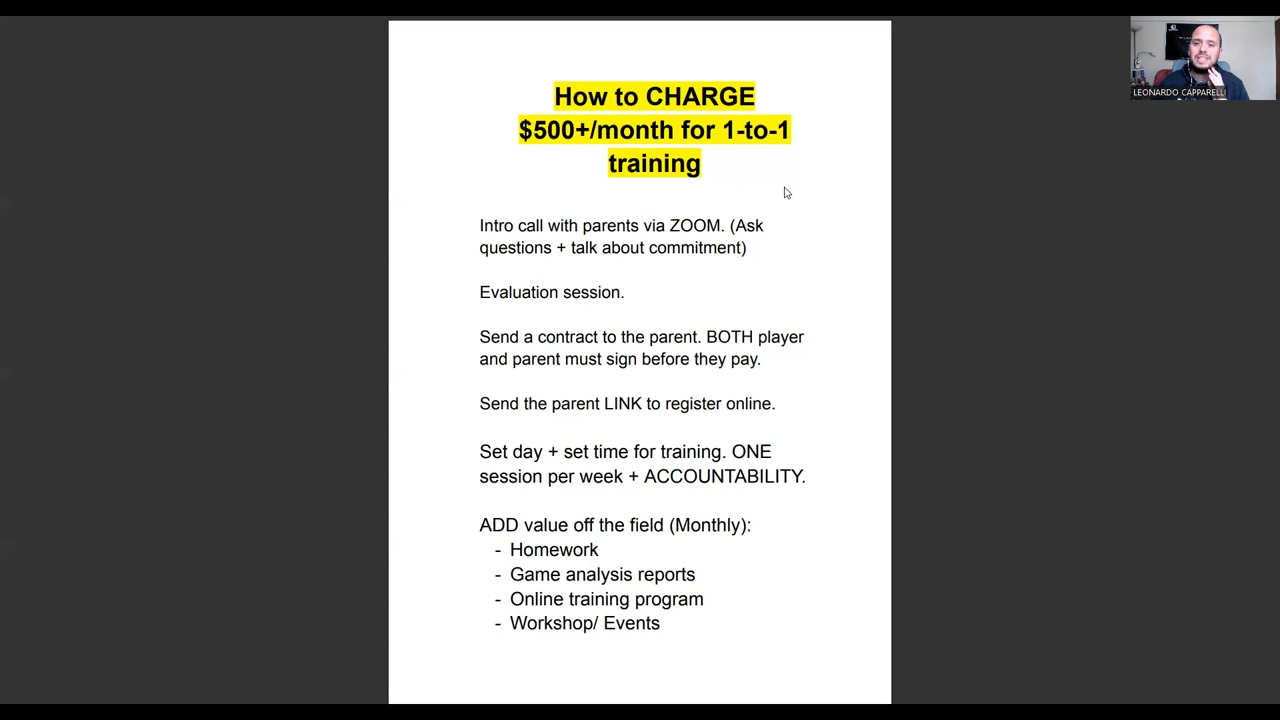 LEONARDO CAPPARELLI
How to CHARGE
$500+/month for 1-to-1
training
Intro call with parents via ZOOM. (Ask
questions + talk about commitment)
Evaluation session.
Send a contract to the parent. BOTH player
and parent must sign before they pay.
Send the parent LINK to register online.
Set day + set time for training. ONE
session per week + ACCOUNTABILITY.
ADD value off the field (Monthly):
- Homework
- Game analysis reports
- Online training program
- Workshop/ Events